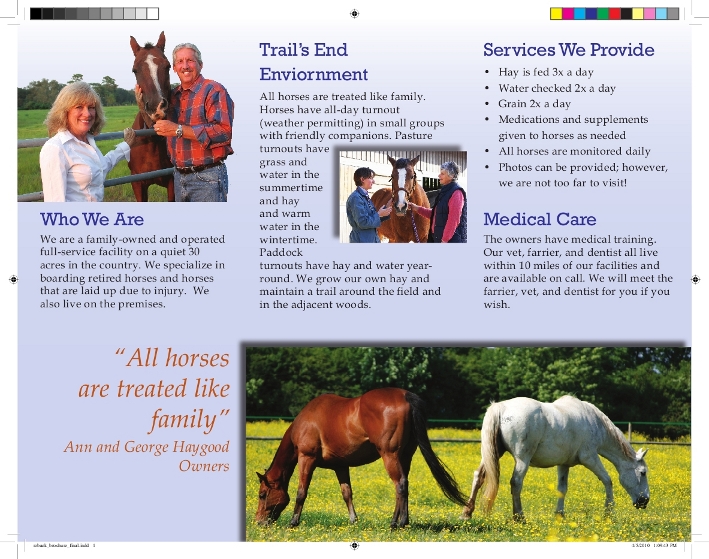 Who We Are
We are a family-owned and operated
full-service facility on a quiet 30
acres in the country. We specialize in
boarding retired horses and horses
that are laid up due to injury. We
also live on the premises.
Trail's End
Enviornment
All horses are treated like family.
Horses have all-day turnout
(weather permitting) in small groups
with friendly companions. Pasture
turnouts have
grass and
water in the
summertime
and hay
and warm
water in the
wintertime.
Paddock
turnouts have hay and water year-
round. We grow our own hay and
maintain a trail around the field and
in the adjacent woods.
Services We Provide
• Hay is fed 3x a day
• Water checked 2x a day
• Grain 2x a day
• Medications and supplements
given to horses as needed
• All horses are monitored daily
• Photos can be provided; however,
we are not too far to visit!
Medical Care
The owners have medical training.
Our vet, farrier, and dentist all live
within 10 miles of our facilities and
are available on call. We will meet the
farrier, vet, and dentist for you if you
wish.
“All horses
are treated like
family”
Ann and George Haygood
Owners